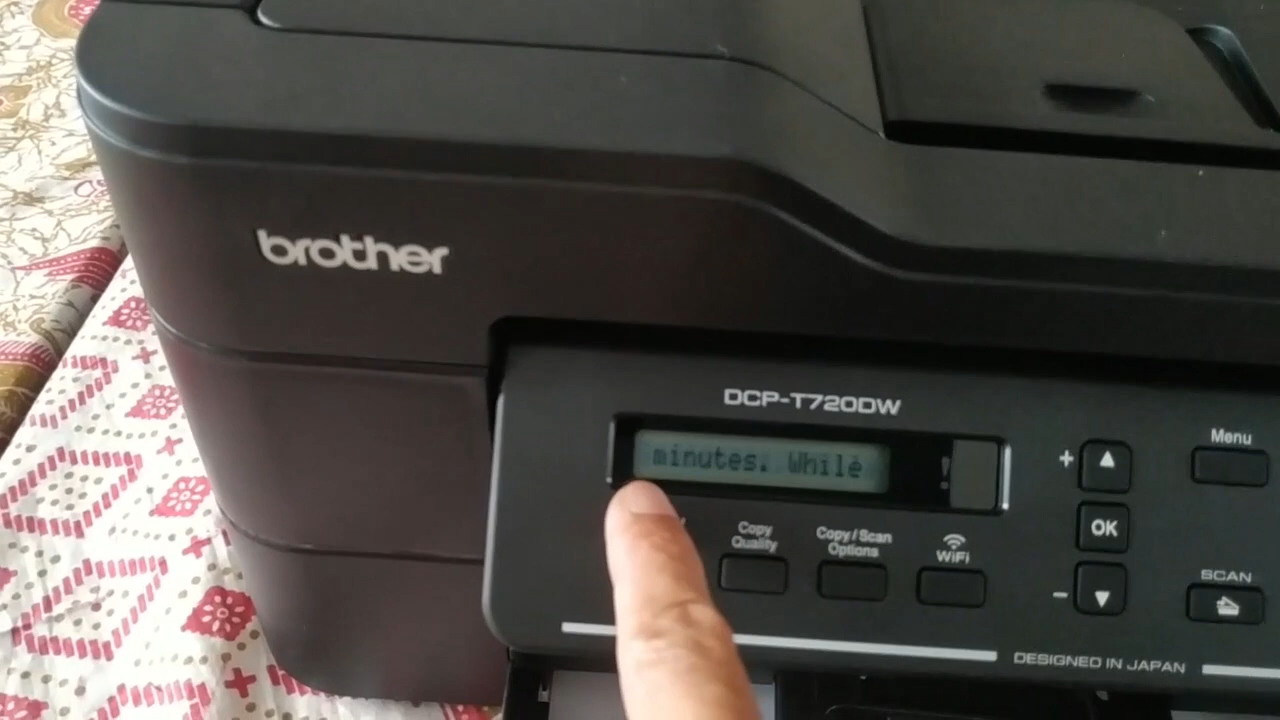 brother
DCP-T720DW
minutes. While
!
Copy
Quality
Copy/Scan
Options
WiFi
+
OK
-
Menu
SCAN
DESIGNED IN JAPAN